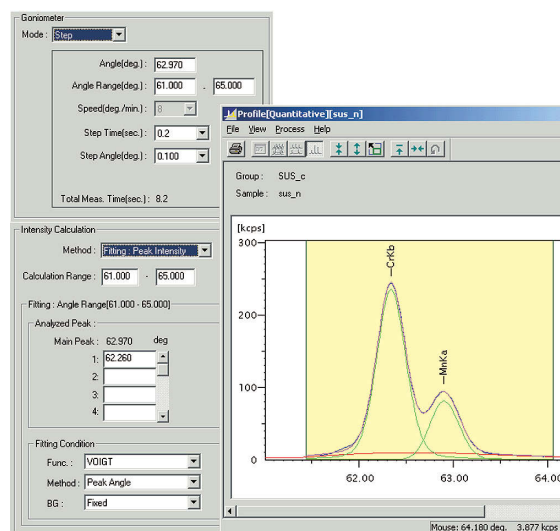 Goniometer
Mode : Step
Angle(deg.) : 62.970
Angle Range(deg.) : 61.000 - 65.000
Speed(deg./min.) : 8
Step Time(sec.) : 0.2
Step Angle(deg.) : 0.100
Total Meas. Time(sec.) : 8.2
Intensity Calculation
Method : Fitting : Peak Intensity
Calculation Range : 61.000 - 65.000
Fitting : Angle Range[61.000 - 65.000]
Analyzed Peak :
Main Peak : 62.970 deg
1: 62.260
2:
3:
4:
Fitting Condition
Func. : VOIGT
Method : Peak Angle
BG : Fixed
Profile[Quantitative][sus_n]
File View Process Help
Group : SUS_c
Sample : sus_n
[kcps]
300
200
100
0
CrKb
MnKa
62.00 63.00 64.00
Mouse: 64.180 deg. 3.877 kcps